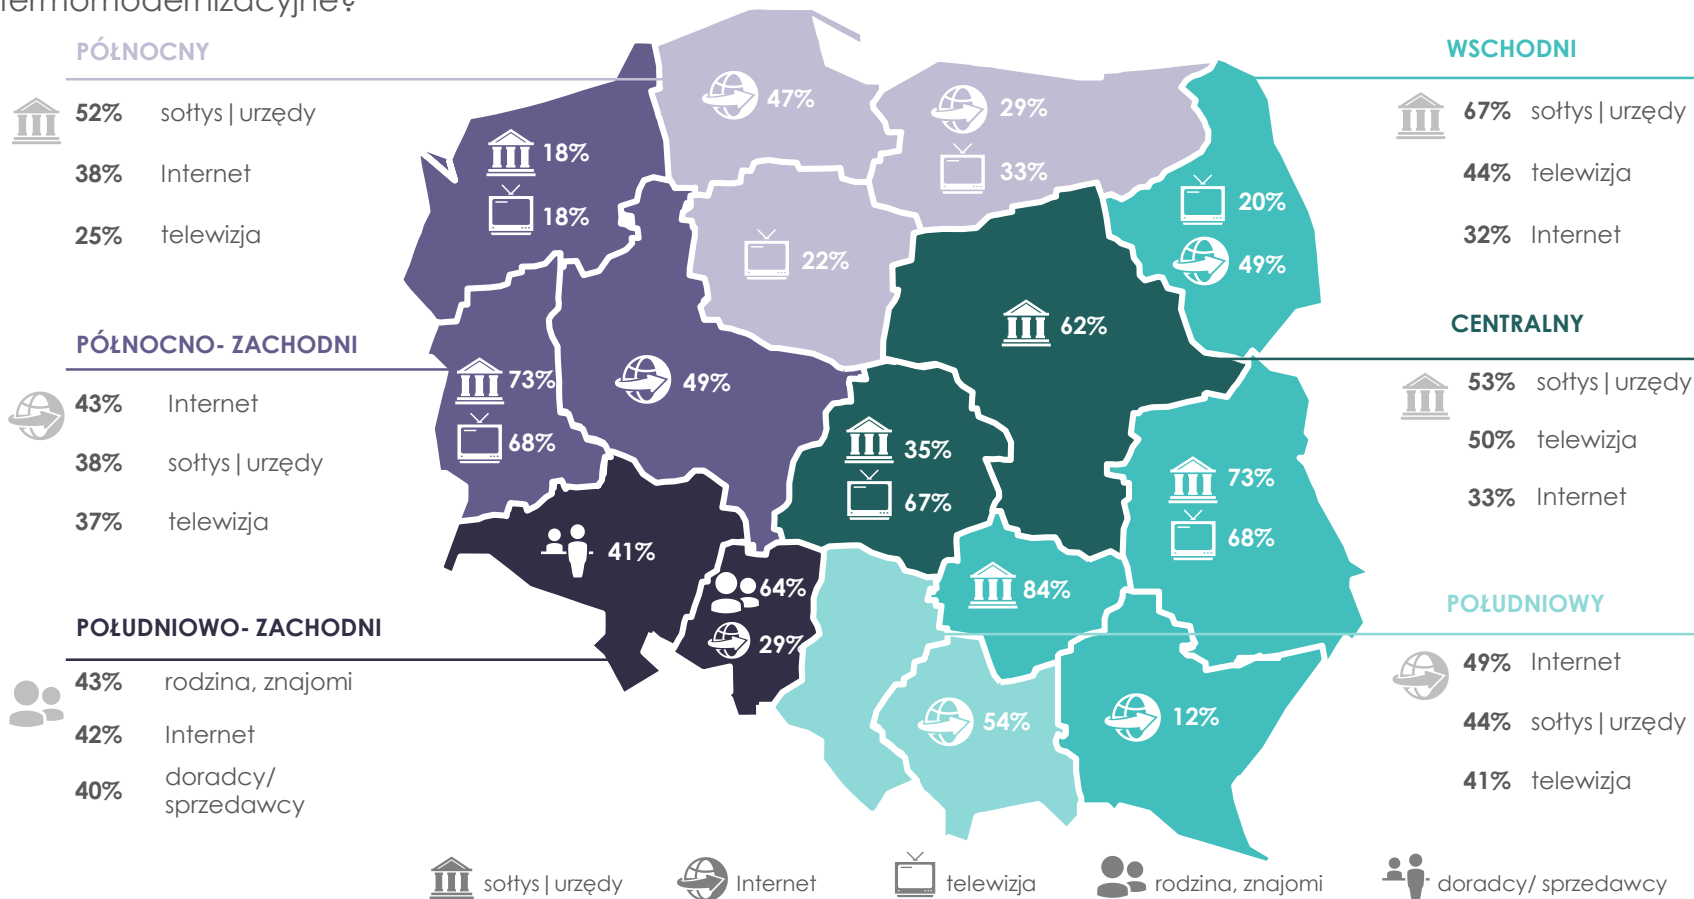 termomodernizacyjne?
PÓŁNOCNY
52% sołtys|urzędy
38% Internet
25% telewizja
PÓŁNOCNO- ZACHODNI
43% Internet
38% sołtys|urzędy
37% telewizja
POŁUDNIOWO- ZACHODNI
43% rodzina, znajomi
42% Internet
40% doradcy/
sprzedawcy
47%
29%
33%
18%
18%
22%
20%
49%
62%
73%
68%
49%
35%
67%
73%
68%
41%
64%
29%
84%
54%
12%
WSCHODNI
67% sołtys|urzędy
44% telewizja
32% Internet
CENTRALNY
53% sołtys|urzędy
50% telewizja
33% Internet
POŁUDNIOWY
49% Internet
44% sołtys|urzędy
41% telewizja
sołtys|urzędy
Internet
telewizja
rodzina, znajomi
doradcy/ sprzedawcy